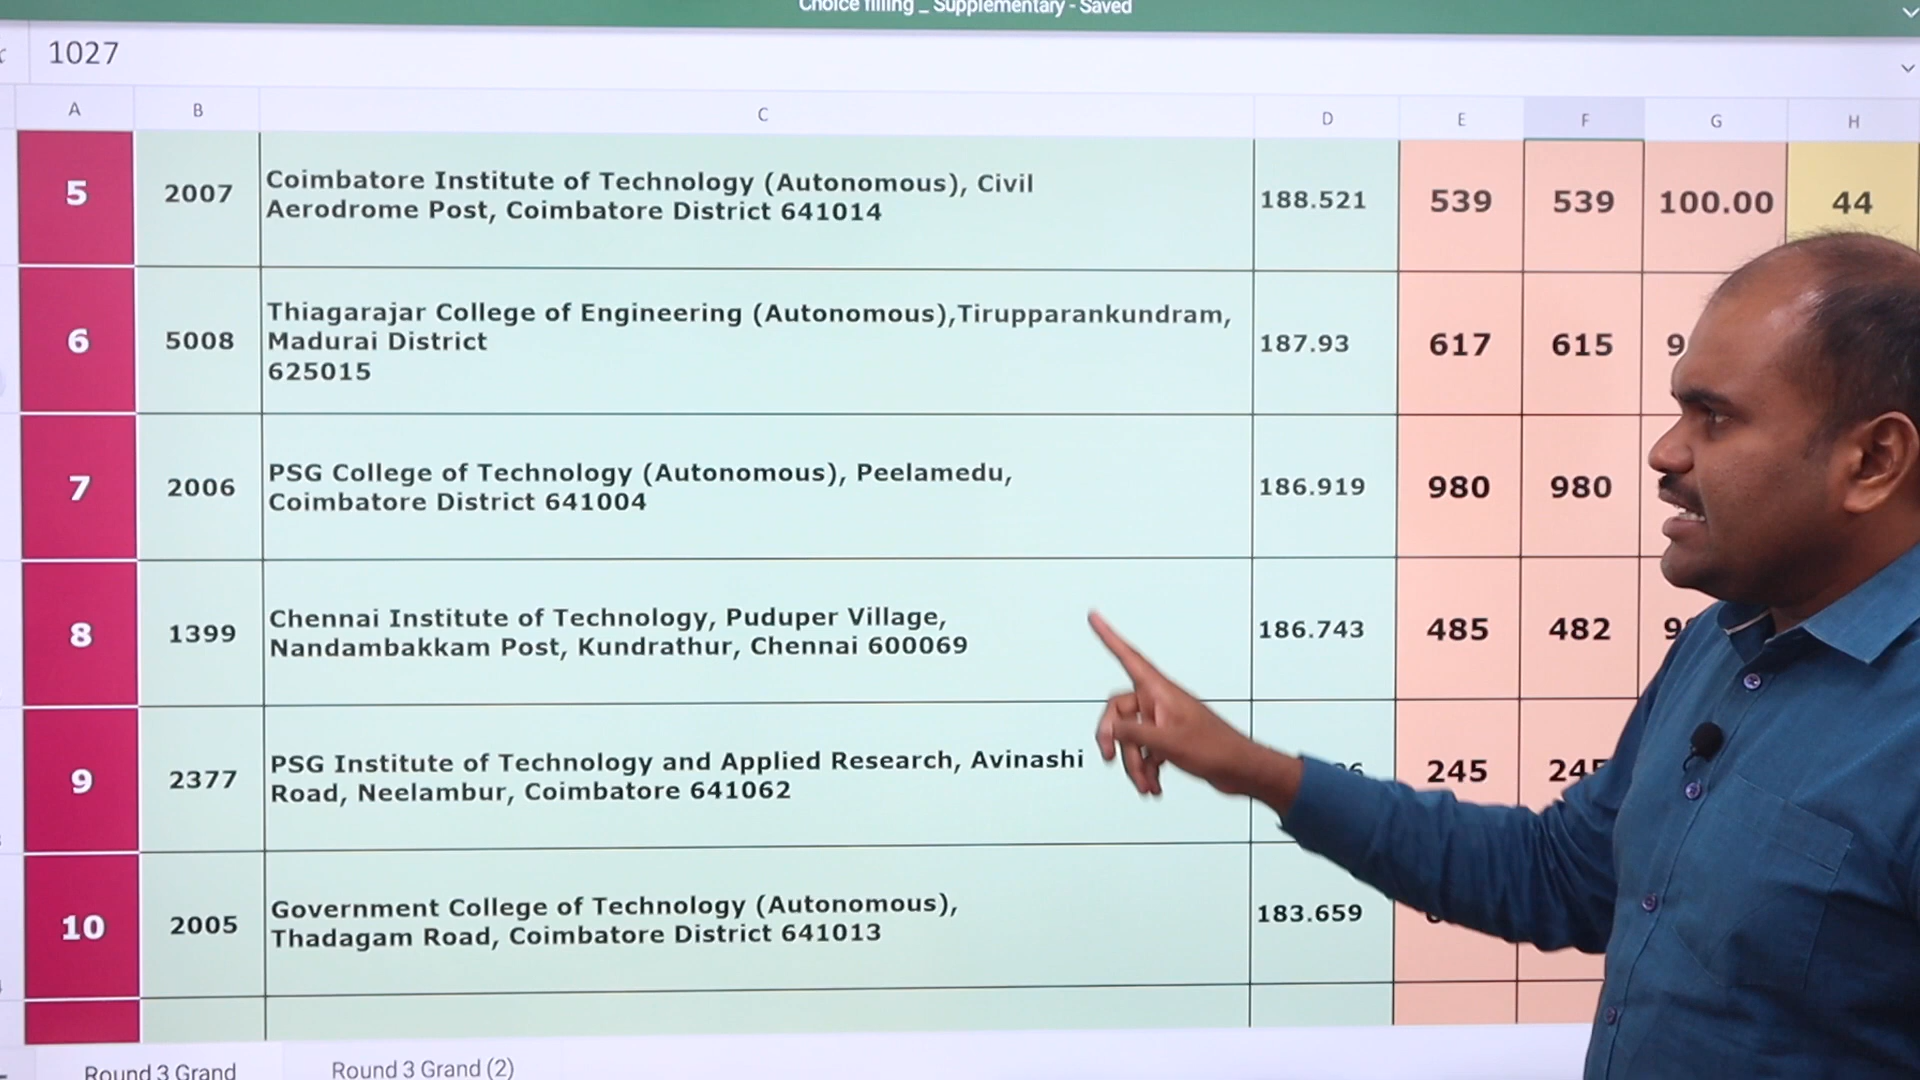 Choice filling _ Supplementary - Saved
1027
A B C D E F G H
5 2007 Coimbatore Institute of Technology (Autonomous), Civil
Aerodrome Post, Coimbatore District 641014 188.521 539 539 100.00 44
6 5008 Thiagarajar College of Engineering (Autonomous),Tirupparankundram,
Madurai District
625015 187.93 617 615
7 2006 PSG College of Technology (Autonomous), Peelamedu,
Coimbatore District 641004 186.919 980 980
8 1399 Chennai Institute of Technology, Puduper Village,
Nandambakkam Post, Kundrathur, Chennai 600069 186.743 485 482
9 2377 PSG Institute of Technology and Applied Research, Avinashi
Road, Neelambur, Coimbatore 641062 245 245
10 2005 Government College of Technology (Autonomous),
Thadagam Road, Coimbatore District 641013 183.659
Round 3 Grand Round 3 Grand (2)